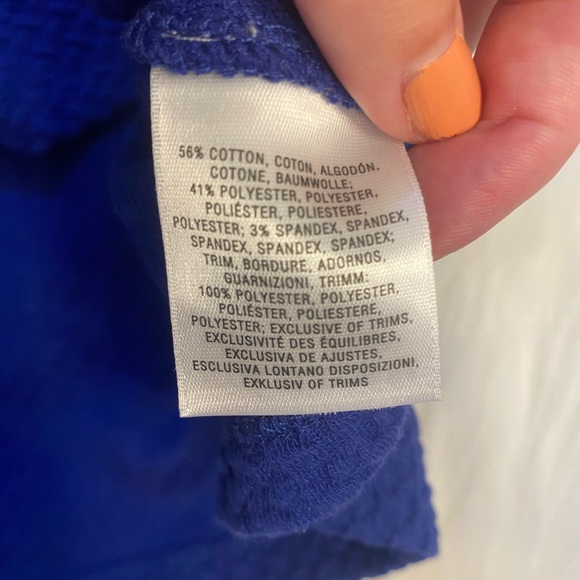 56% COTTON, COTON, ALGODÓN,
COTONE, BAUMWOLLE;
41% POLYESTER, POLYESTER,
POLIÉSTER, POLIESTERE,
POLYESTER; 3% SPANDEX, SPANDEX,
SPANDEX, SPANDEX, SPANDEX;
TRIM, BORDURE, ADORNOS,
GUARNIZIONI, TRIMM:
100% POLYESTER, POLYESTER,
POLIÉSTER, POLIESTERE,
POLYESTER; EXCLUSIVE OF TRIMS,
EXCLUSIVITÉ DES ÉQUILIBRES,
EXCLUSIVA DE AJUSTES,
ESCLUSIVA LONTANO DISPOSIZIONI,
EXKLUSIV OF TRIMS